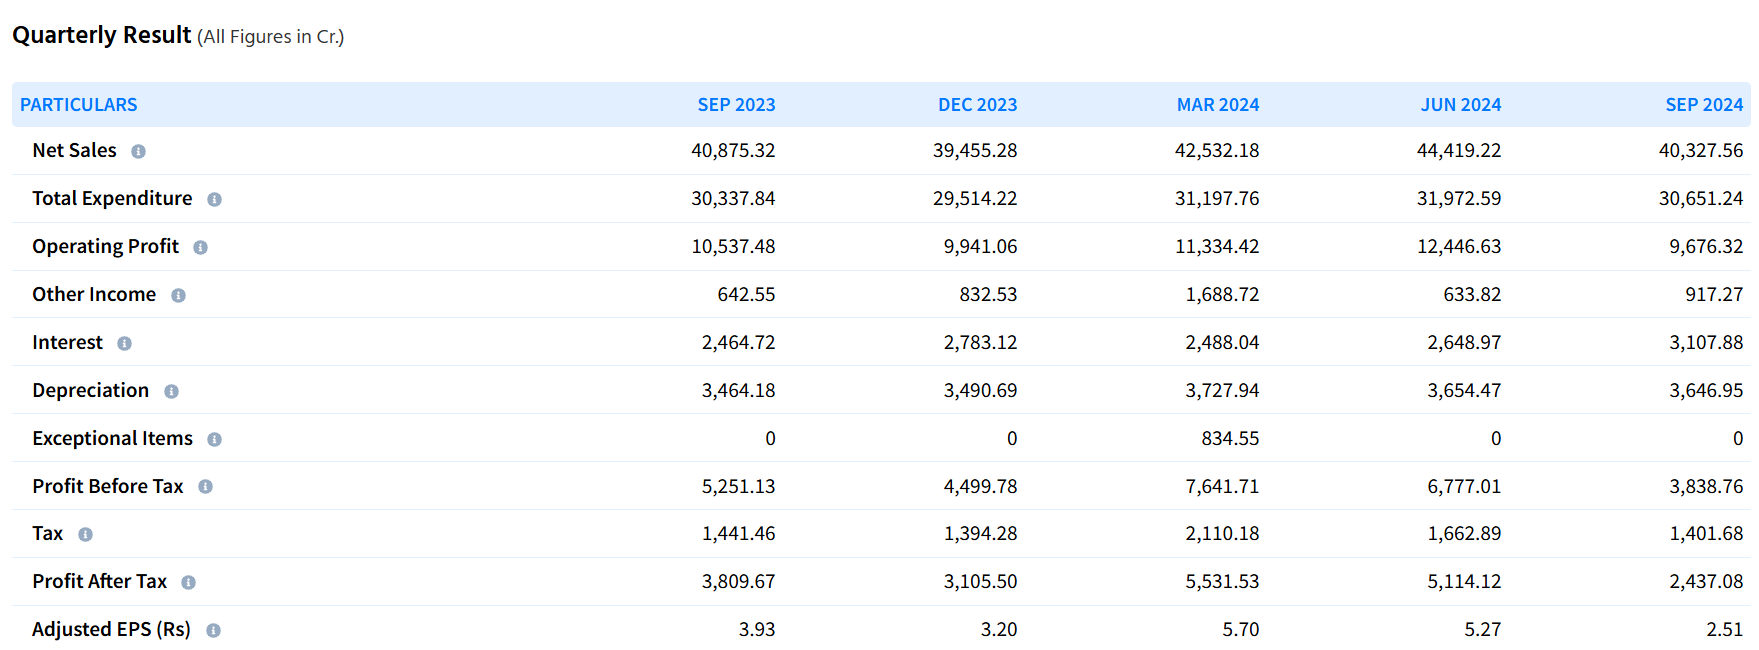 Quarterly Result (All Figures in Cr.)
PARTICULARS SEP 2023 DEC 2023 MAR 2024 JUN 2024 SEP 2024
Net Sales 40,875.32 39,455.28 42,532.18 44,419.22 40,327.56
Total Expenditure 30,337.84 29,514.22 31,197.76 31,972.59 30,651.24
Operating Profit 10,537.48 9,941.06 11,334.42 12,446.63 9,676.32
Other Income 642.55 832.53 1,688.72 633.82 917.27
Interest 2,464.72 2,783.12 2,488.04 2,648.97 3,107.88
Depreciation 3,464.18 3,490.69 3,727.94 3,654.47 3,646.95
Exceptional Items 0 0 834.55 0 0
Profit Before Tax 5,251.13 4,499.78 7,641.71 6,777.01 3,838.76
Tax 1,441.46 1,394.28 2,110.18 1,662.89 1,401.68
Profit After Tax 3,809.67 3,105.50 5,531.53 5,114.12 2,437.08
Adjusted EPS (Rs) 3.93 3.20 5.70 5.27 2.51